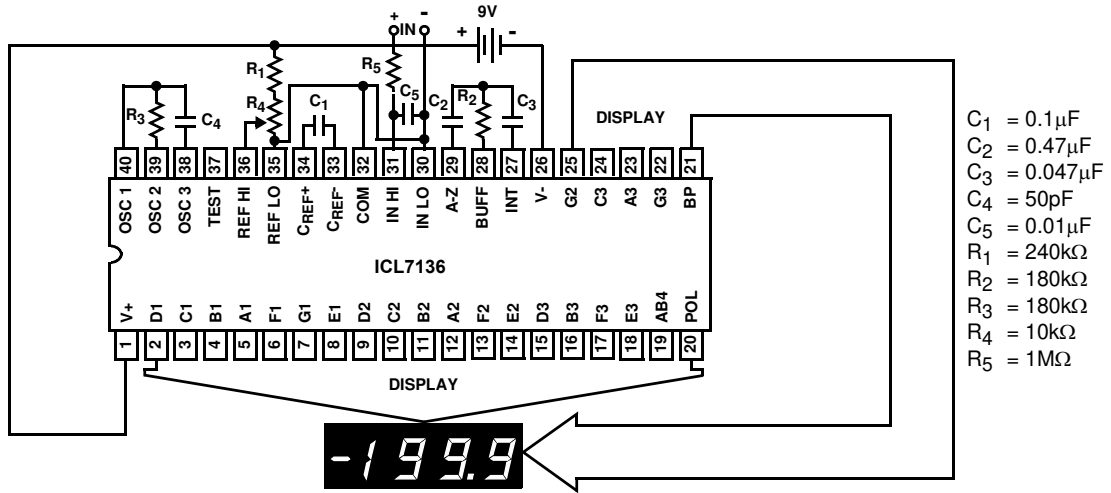 + IN -
+ 9V -
R1
R5
R4
C1
C5
C2
R2
C3
R3
C4
DISPLAY
40 39 38 37 36 35 34 33 32 31 30 29 28 27 26 25 24 23 22 21
OSC 1 OSC 2 OSC 3 TEST REF HI REF LO CREF+ CREF- COM IN HI IN LO A-Z BUFF INT V- G2 C3 A3 G3 BP
ICL7136
V+ D1 C1 B1 A1 F1 G1 E1 D2 C2 B2 A2 F2 E2 D3 B3 F3 E3 AB4 POL
1 2 3 4 5 6 7 8 9 10 11 12 13 14 15 16 17 18 19 20
DISPLAY
-199.9
C1 = 0.1µF
C2 = 0.47µF
C3 = 0.047µF
C4 = 50pF
C5 = 0.01µF
R1 = 240kΩ
R2 = 180kΩ
R3 = 180kΩ
R4 = 10kΩ
R5 = 1MΩ